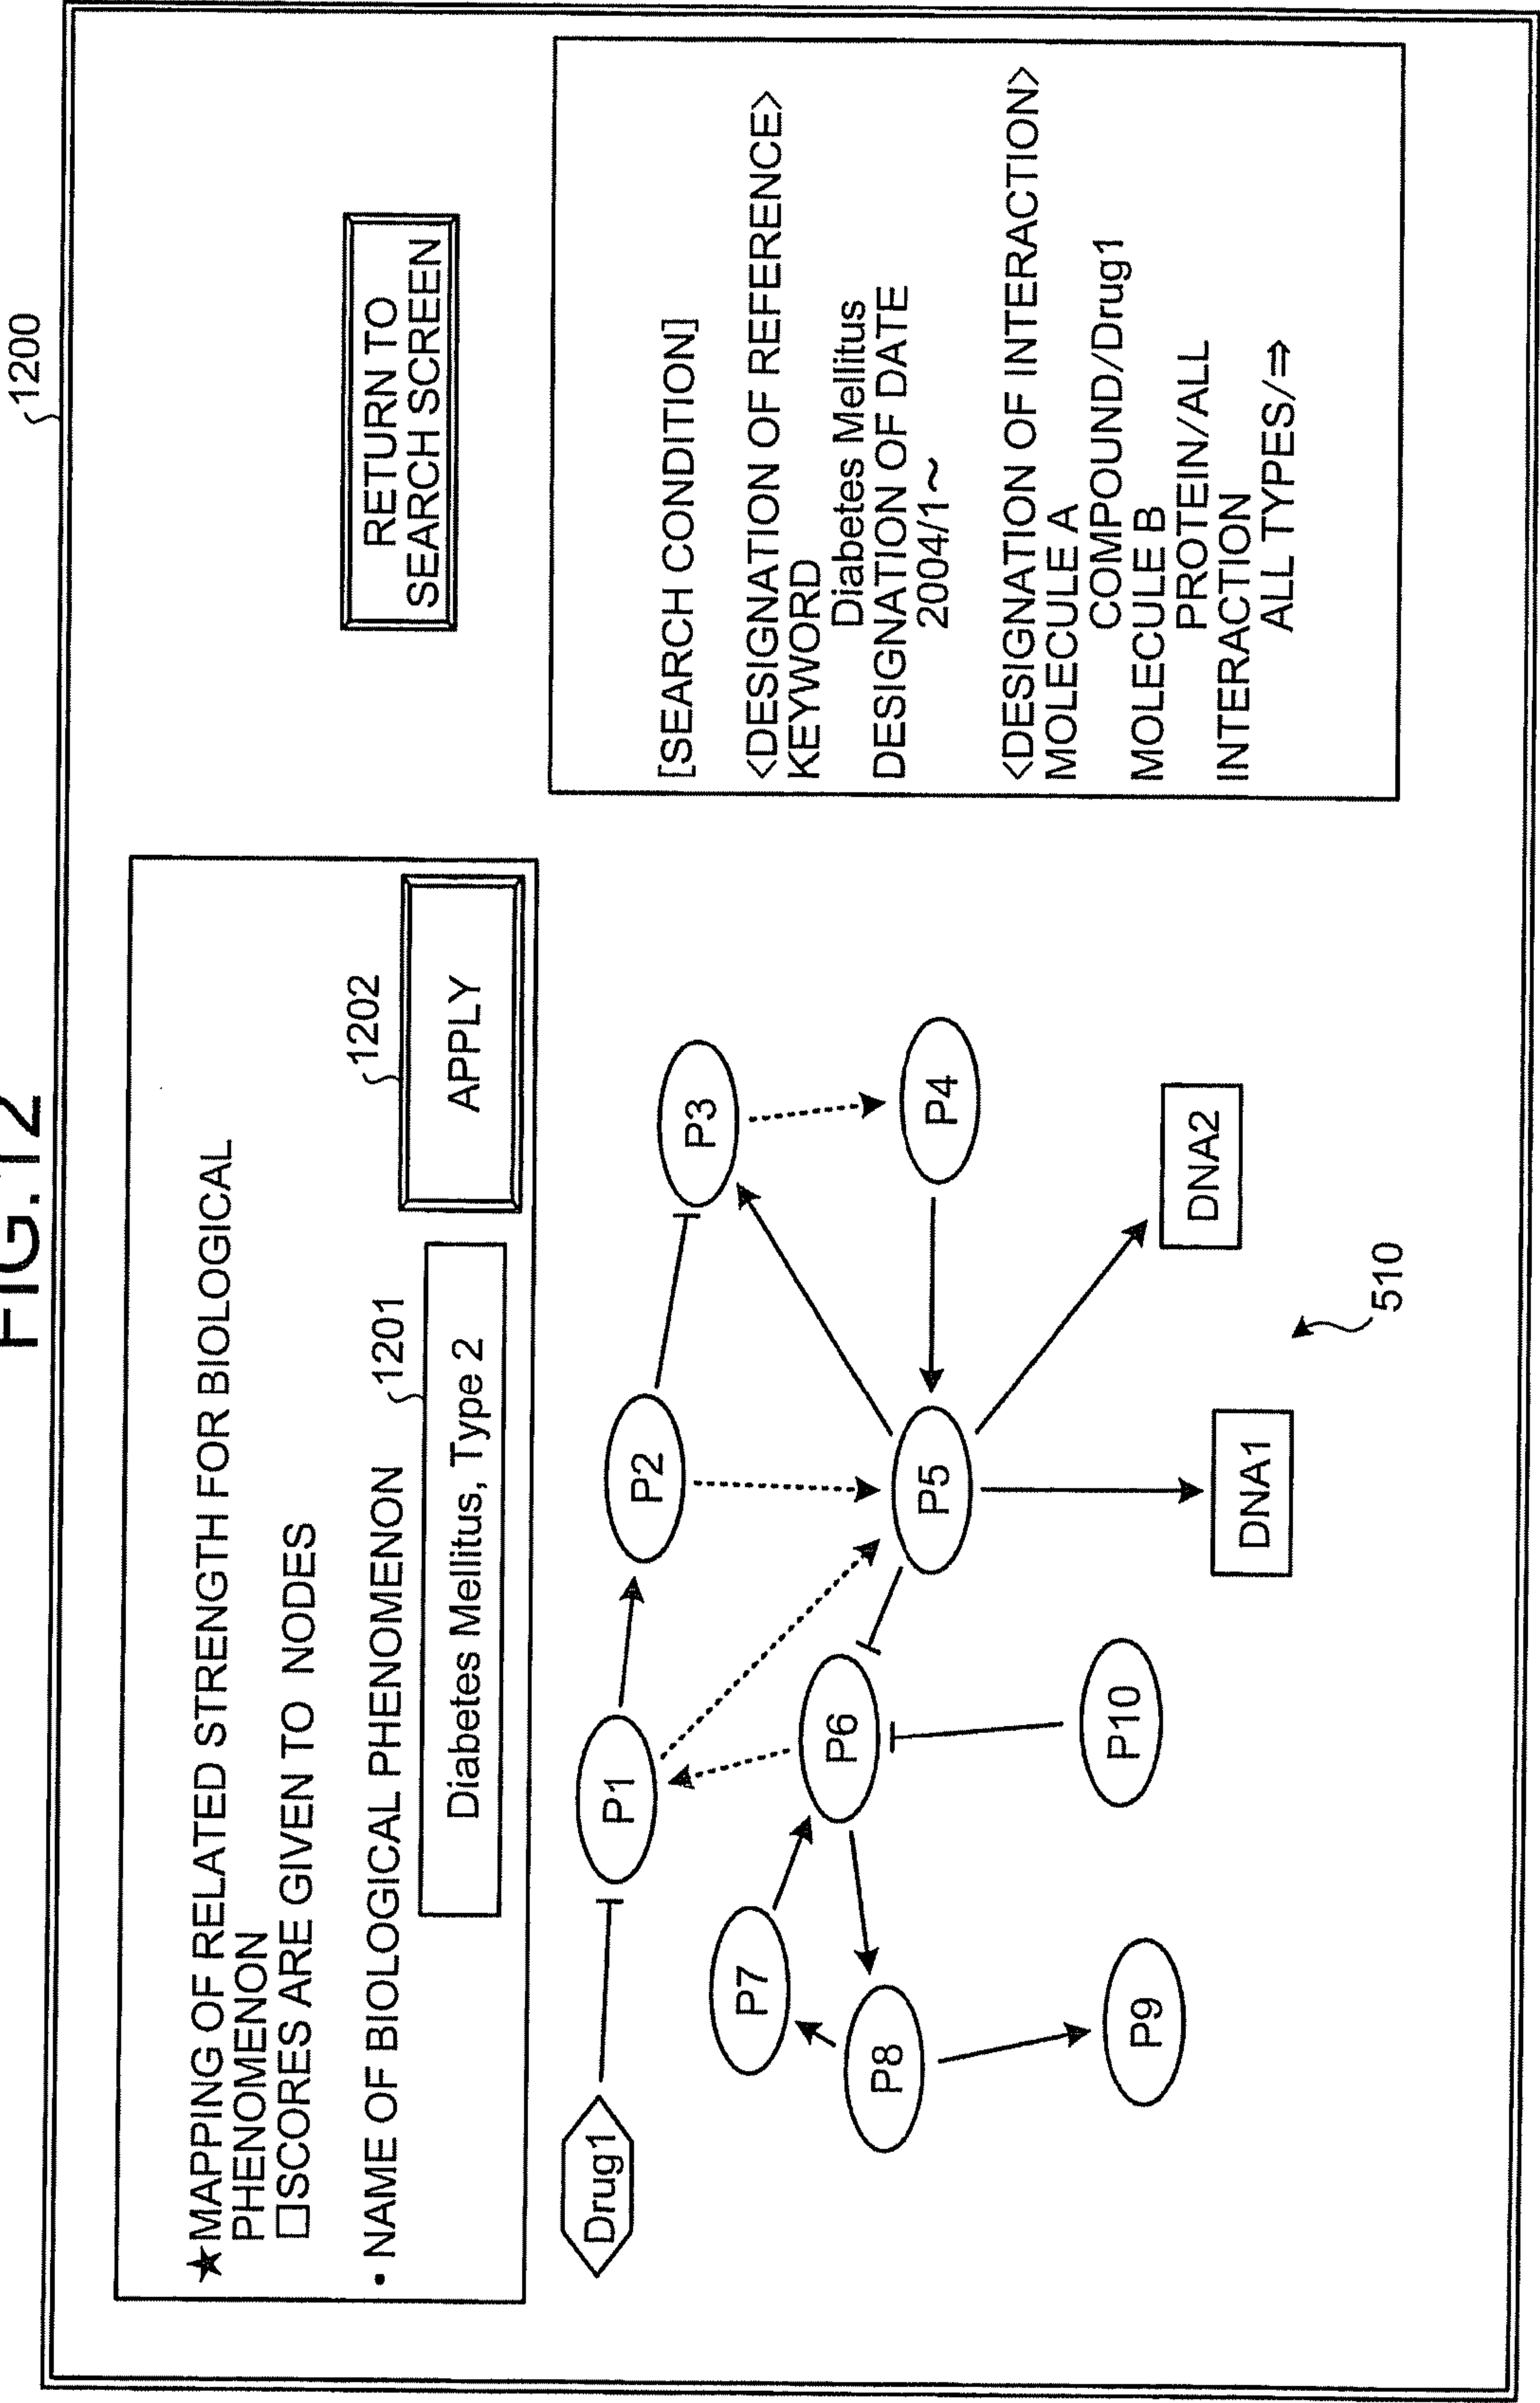 FIG.12
1200
★MAPPING OF RELATED STRENGTH FOR BIOLOGICAL
PHENOMENON
□SCORES ARE GIVEN TO NODES
• NAME OF BIOLOGICAL PHENOMENON
1201
Diabetes Mellitus, Type 2
1202
APPLY
RETURN TO
SEARCH SCREEN
Drug1
P1
P2
P3
P7
P6
P8
P5
P4
P9
P10
DNA1
DNA2
510
[SEARCH CONDITION]
<DESIGNATION OF REFERENCE>
KEYWORD
Diabetes Mellitus
DESIGNATION OF DATE
2004/1~
<DESIGNATION OF INTERACTION>
MOLECULE A
COMPOUND/Drug1
MOLECULE B
PROTEIN/ALL
INTERACTION
ALL TYPES/⇒